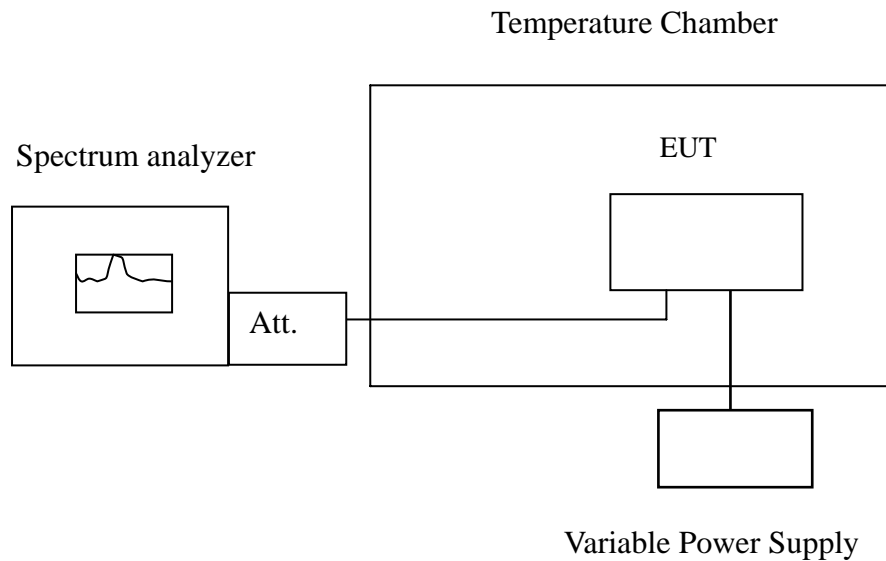 Temperature Chamber
Spectrum analyzer
EUT
Att.
Variable Power Supply